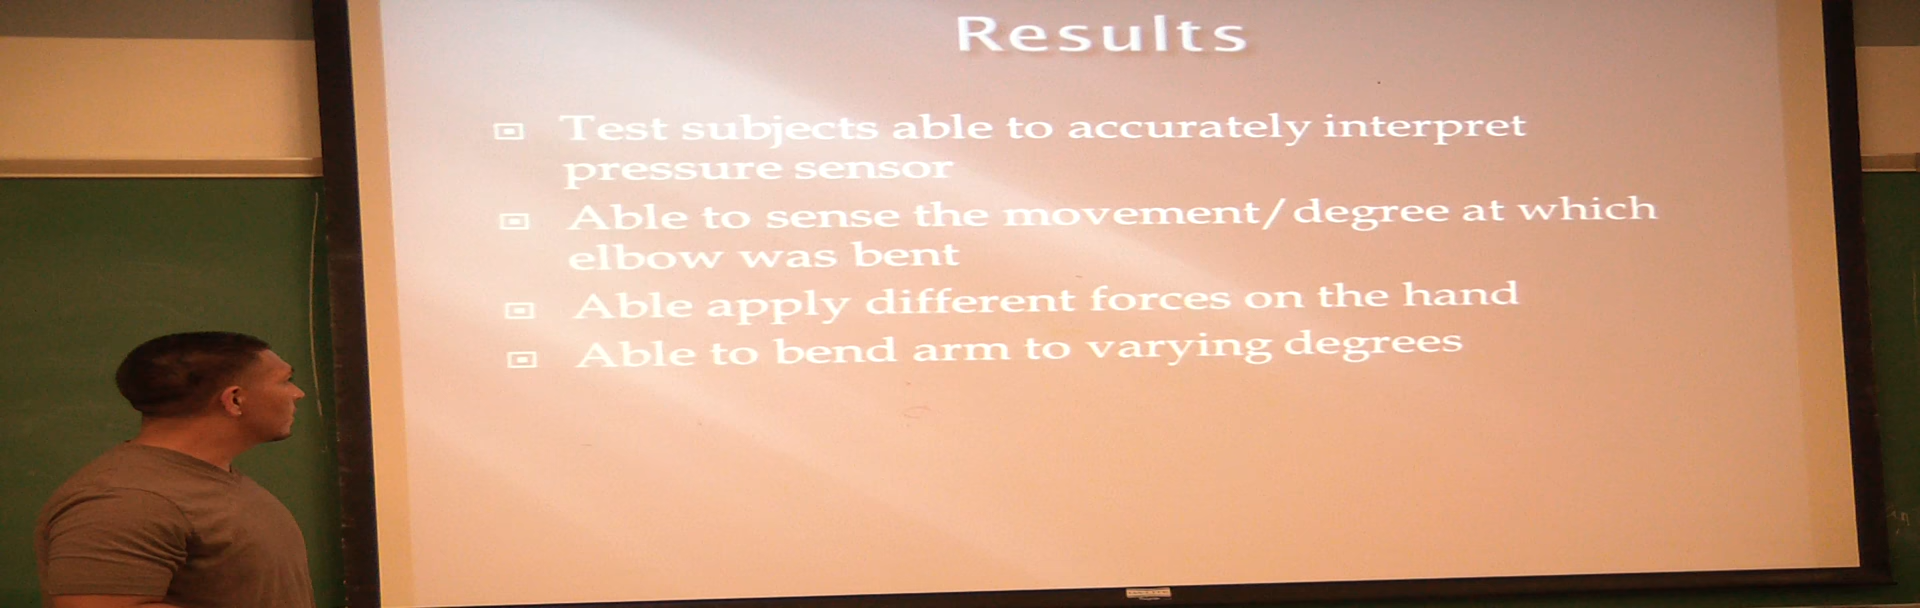 Results
Test subjects able to accurately interpret
pressure sensor
Able to sense the movement/degree at which
elbow was bent
Able apply different forces on the hand
Able to bend arm to varying degrees